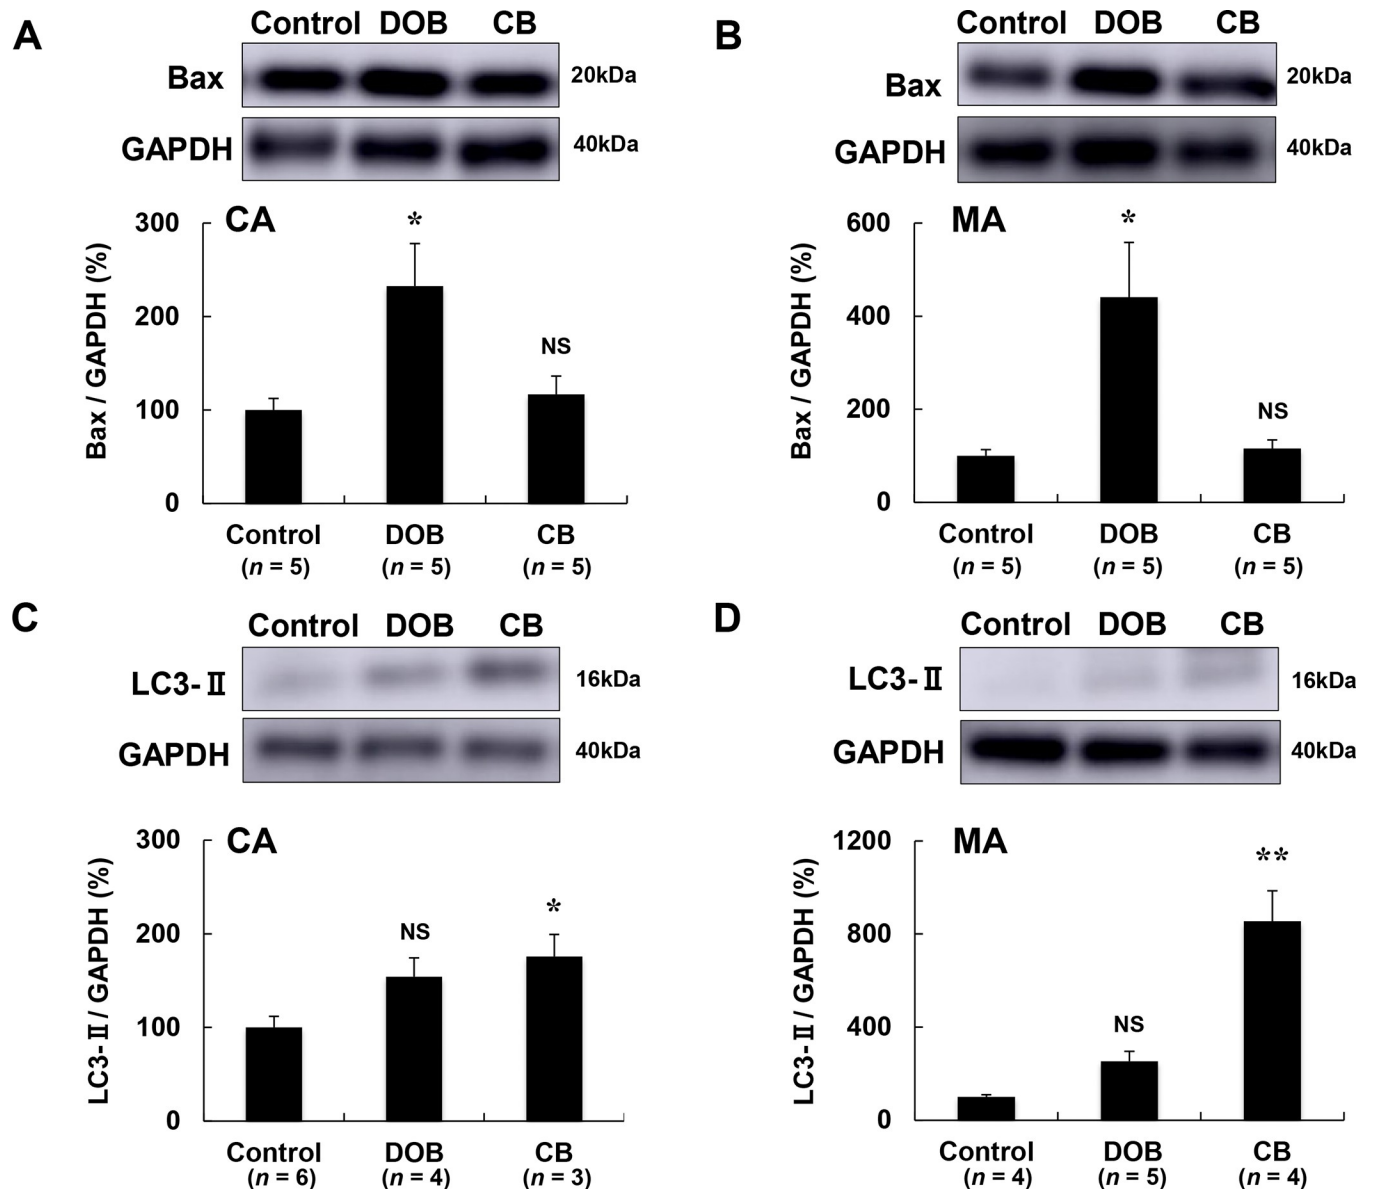 A
Control DOB CB
Bax 20kDa
GAPDH 40kDa
CA
Bax / GAPDH (%)
300
200
100
0
*
NS
Control DOB CB
(n = 5) (n = 5) (n = 5)
B
Control DOB CB
Bax 20kDa
GAPDH 40kDa
MA
Bax / GAPDH (%)
600
400
200
0
*
NS
Control DOB CB
(n = 5) (n = 5) (n = 5)
C
Control DOB CB
LC3-Ⅱ 16kDa
GAPDH 40kDa
CA
LC3-Ⅱ / GAPDH (%)
300
200
100
0
NS
*
Control DOB CB
(n = 6) (n = 4) (n = 3)
D
Control DOB CB
LC3-Ⅱ 16kDa
GAPDH 40kDa
MA
LC3-Ⅱ / GAPDH (%)
1200
800
400
0
NS
**
Control DOB CB
(n = 4) (n = 5) (n = 4)